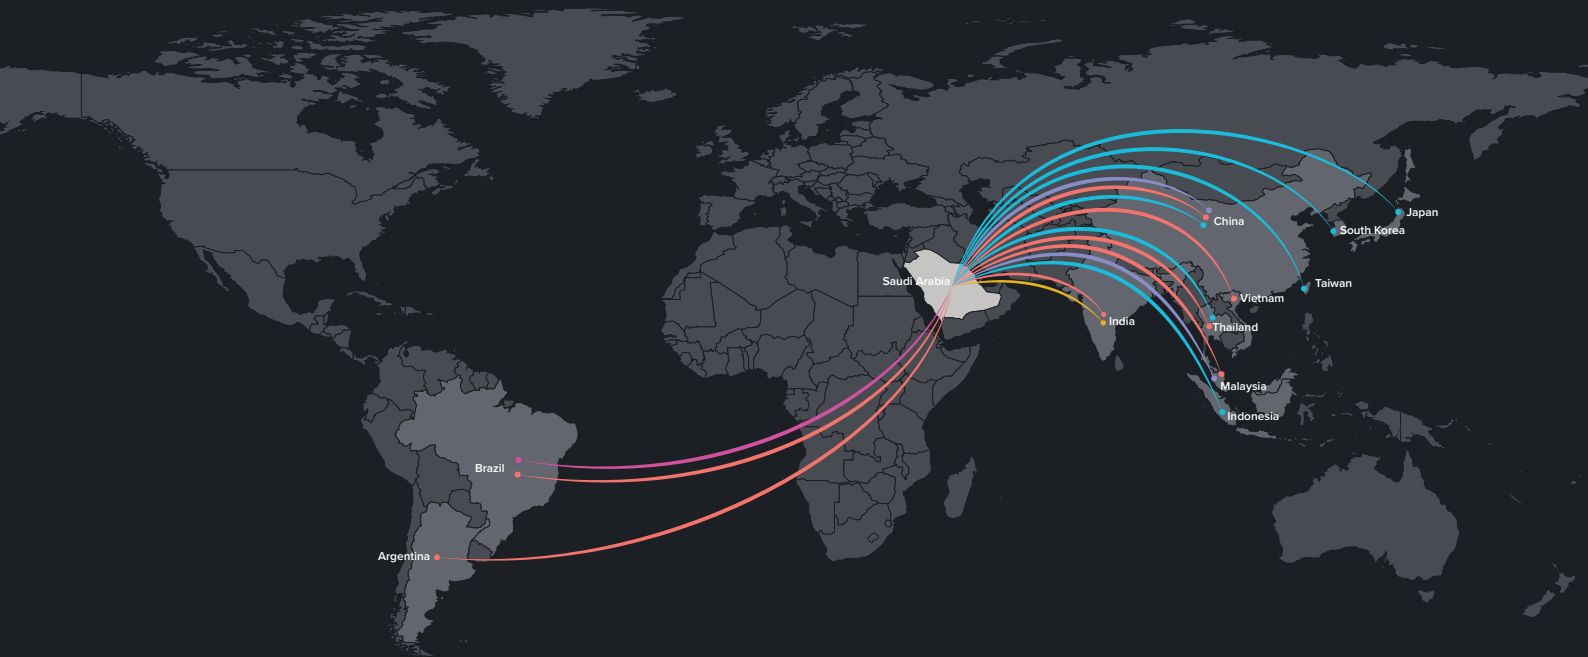 Japan
China
South Korea
Saudi Arabia
Taiwan
Vietnam
India
Thailand
Malaysia
Indonesia
Brazil
Argentina